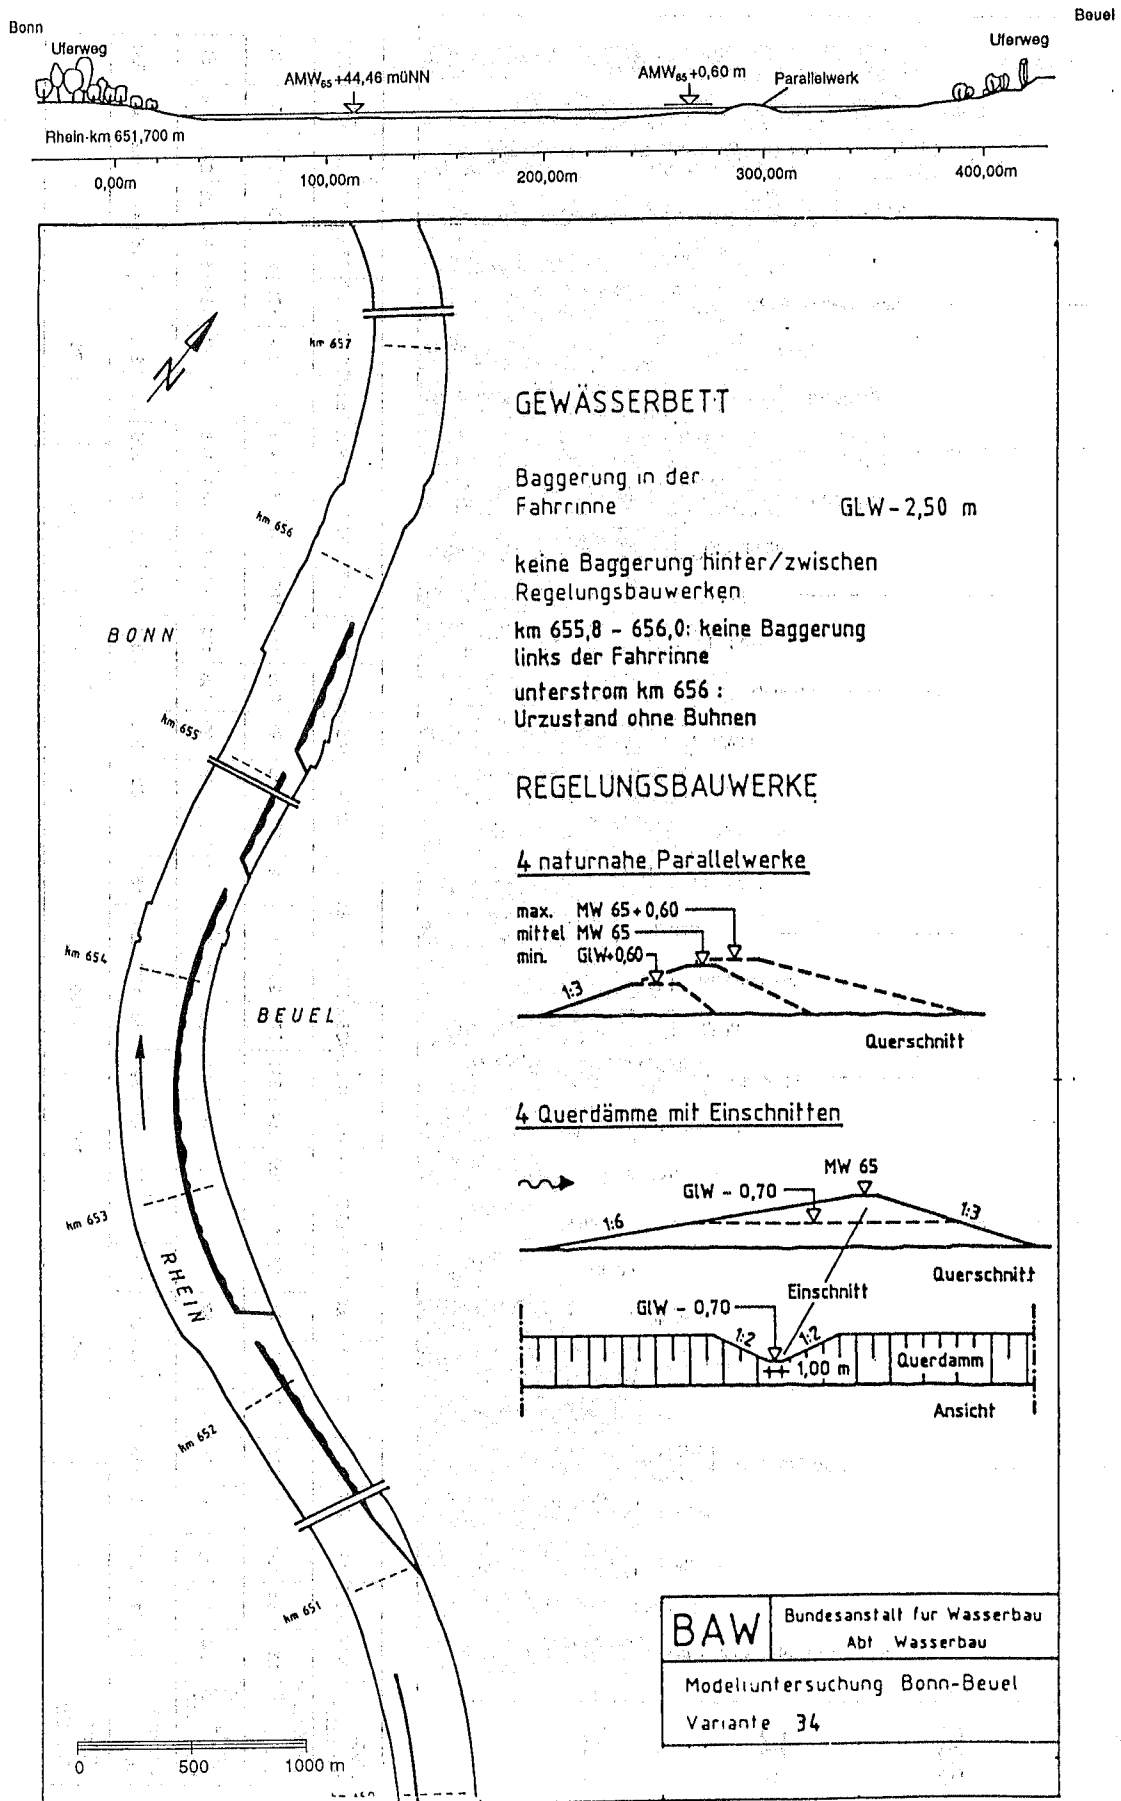 Bonn
Beuel
Uferweg
Uferweg
AMW65+44,46 müNN
AMW65+0,60 m
Parallelwerk
Rhein-km 651,700 m
0,00m
100,00m
200,00m
300,00m
400,00m
km 657
GEWÄSSERBETT
Baggerung in der
Fahrrinne GLW-2,50 m
km 656
keine Baggerung hinter/zwischen
Regelungsbauwerken
BONN
km 655,8 - 656,0: keine Baggerung
links der Fahrrinne
unterstrom km 656 :
Urzustand ohne Buhnen
km 655
REGELUNGSBAUWERKE
4 naturnahe Parallelwerke
max. MW 65+0,60
mittel MW 65
min. GlW+0,60
1:3
Querschnitt
km 654
BEUEL
4 Querdämme mit Einschnitten
MW 65
GlW - 0,70
1:6
1:3
Querschnitt
km 653
RHEIN
Einschnitt
GlW - 0,70
1:2
1:2
1,00 m
Querdamm
Ansicht
km 652
km 651
BAW
Bundesanstalt fur Wasserbau
Abt Wasserbau
Modelluntersuchung Bonn-Beuel
Variante 34
0
500
1000 m
N